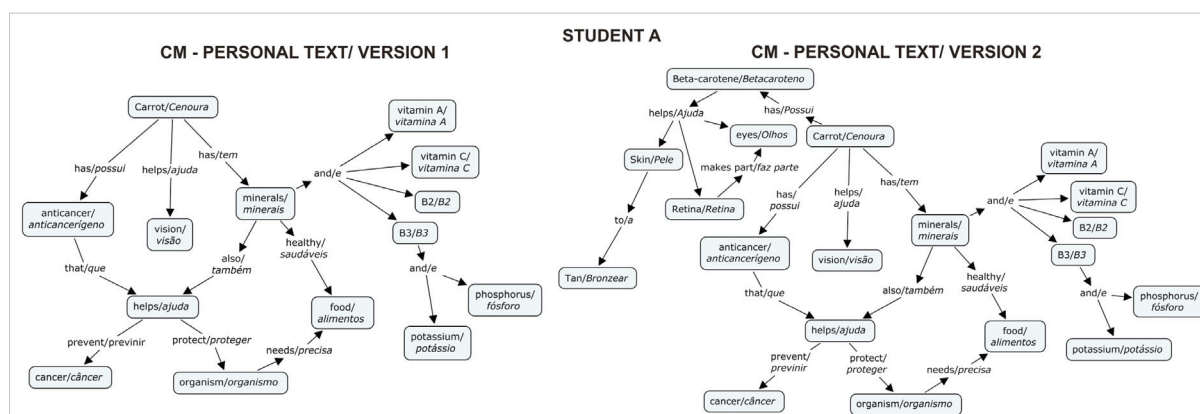 STUDENT A
CM - PERSONAL TEXT/ VERSION 1
Carrot/Cenoura
has/possui
helps/ajuda
has/tem
anticancer/
anticancerígeno
vision/
visão
minerals/
minerais
and/e
vitamin A/
vitamina A
vitamin C/
vitamina C
B2/B2
B3/B3
and/e
phosphorus/
fósforo
potassium/
potássio
that/que
also/
também
healthy/
saudáveis
helps/ajuda
food/
alimentos
prevent/previnir
protect/proteger
needs/precisa
cancer/câncer
organism/organismo
CM - PERSONAL TEXT/ VERSION 2
Beta-carotene/Betacaroteno
helps/Ajuda
has/Possui
eyes/Olhos
Carrot/Cenoura
Skin/Pele
makes part/faz parte
Retina/Retina
to/a
Tan/Bronzear
has/
possui
helps/
ajuda
has/tem
anticancer/
anticancerígeno
vision/visão
minerals/
minerais
and/e
vitamin A/
vitamina A
vitamin C/
vitamina C
B2/B2
B3/B3
and/e
phosphorus/
fósforo
potassium/potássio
that/que
also/também
healthy/
saudáveis
helps/ajuda
food/
alimentos
prevent/
previnir
protect/
proteger
needs/precisa
cancer/câncer
organism/organismo